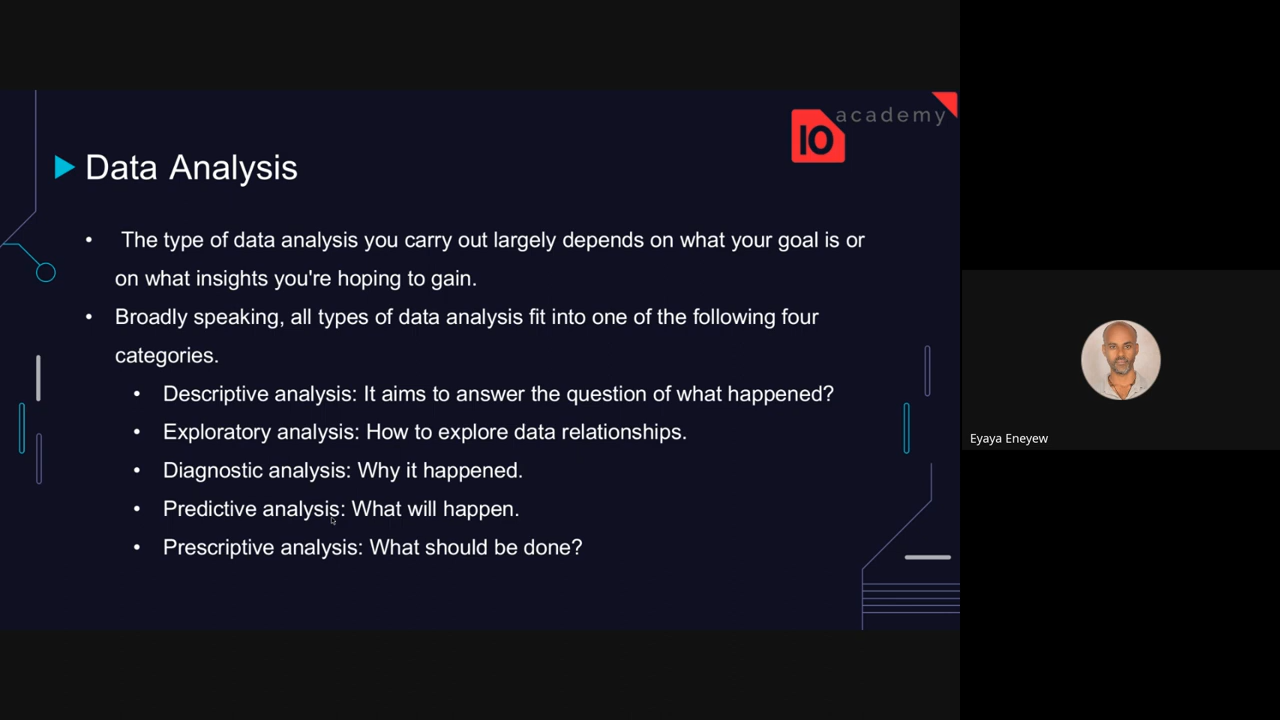 academy
10
Data Analysis
• The type of data analysis you carry out largely depends on what your goal is or
on what insights you're hoping to gain.
• Broadly speaking, all types of data analysis fit into one of the following four
categories.
• Descriptive analysis: It aims to answer the question of what happened?
• Exploratory analysis: How to explore data relationships.
• Diagnostic analysis: Why it happened.
• Predictive analysis: What will happen.
• Prescriptive analysis: What should be done?
Eyaya Eneyew